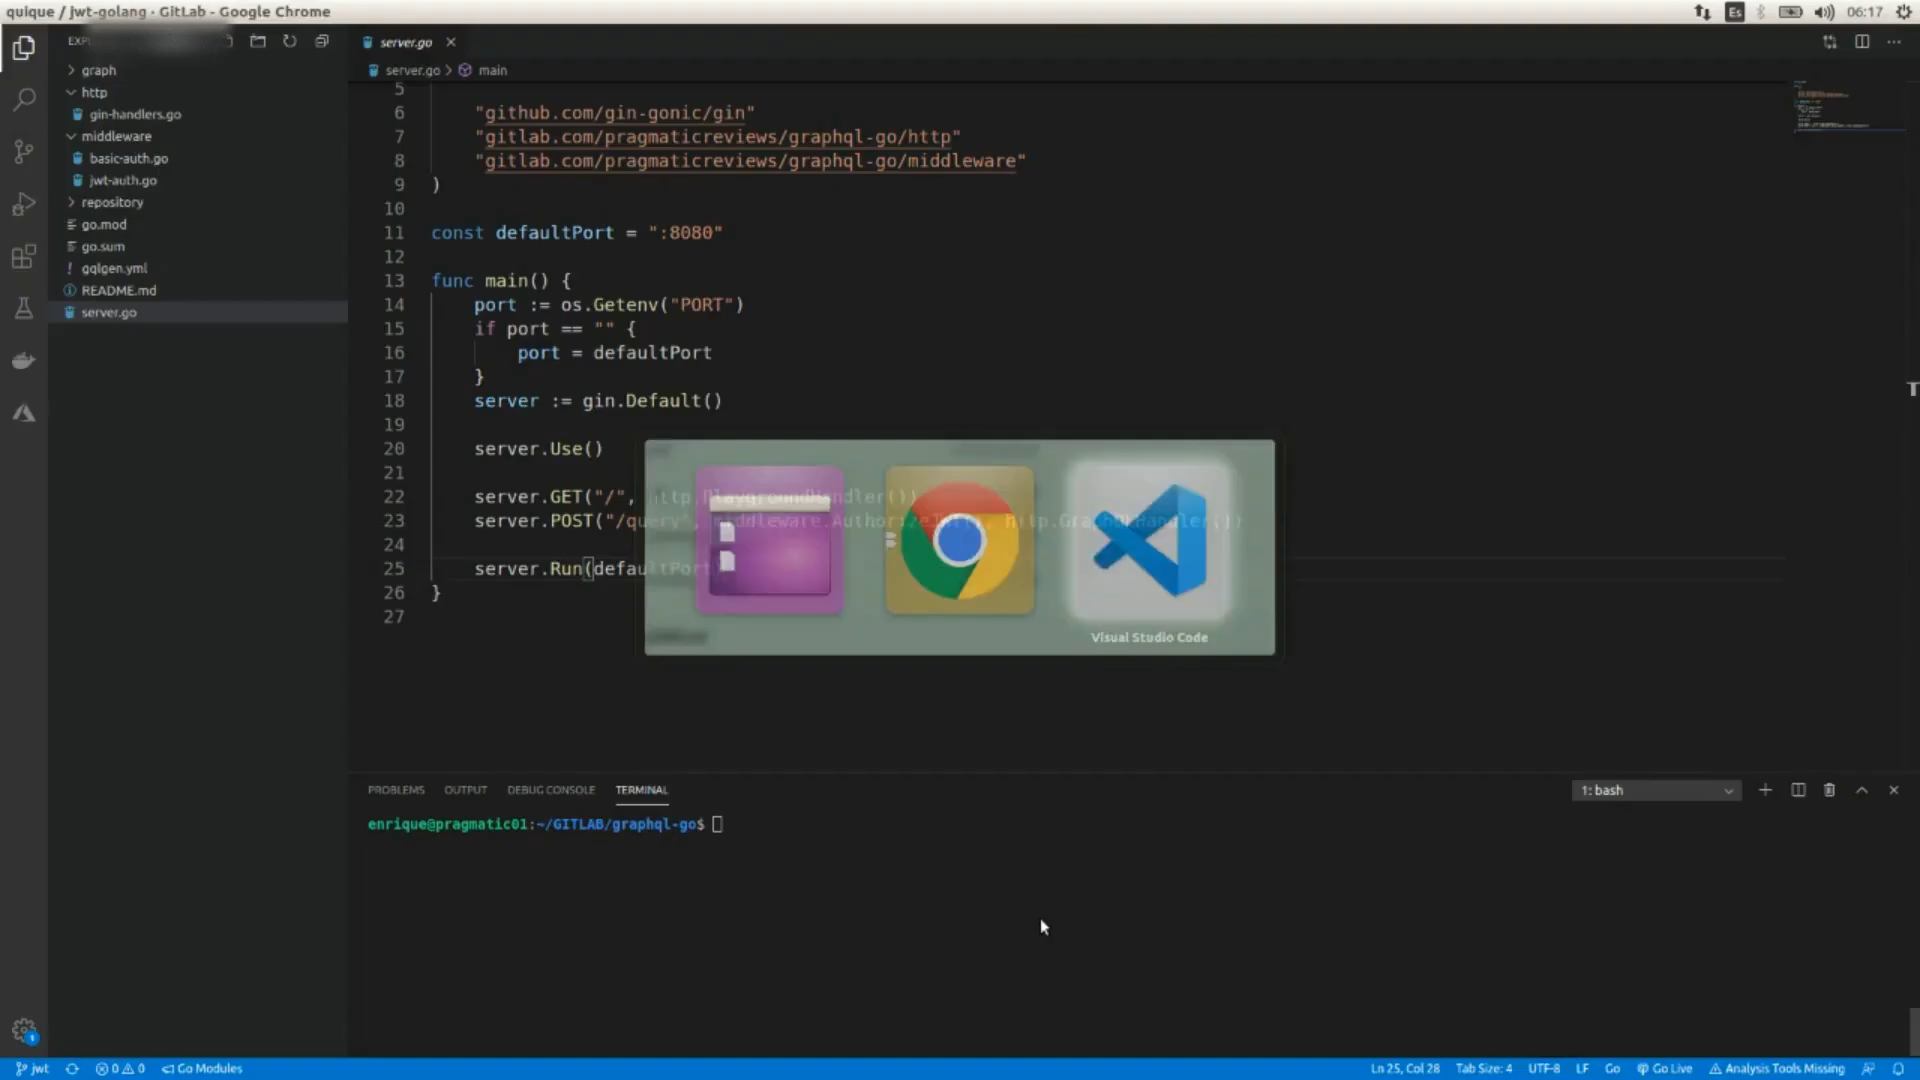 quique / jwt-golang · GitLab - Google Chrome
Es
06:17
server.go
server.go > main
graph
http
gin-handlers.go
middleware
basic-auth.go
jwt-auth.go
repository
go.mod
go.sum
gqlgen.yml
README.md
server.go
5
6 "github.com/gin-gonic/gin"
7 "gitlab.com/pragmaticreviews/graphql-go/http"
8 "gitlab.com/pragmaticreviews/graphql-go/middleware"
9 )
10
11 const defaultPort = ":8080"
12
13 func main() {
14 port := os.Getenv("PORT")
15 if port == "" {
16 port = defaultPort
17 }
18 server := gin.Default()
19
20 server.Use()
21
22 server.GET("/", http.PlaygroundHandler())
23 server.POST("/query", http.GraphQLHandler())
24
25 server.Run(defaultPort
26 }
27
Visual Studio Code
PROBLEMS OUTPUT DEBUG CONSOLE TERMINAL
1: bash
enrique@pragmatic01:~/GITLAB/graphql-go$
jwt 0 0 Go Modules
Ln 25, Col 28 Tab Size: 4 UTF-8 LF Go Go Live Analysis Tools Missing